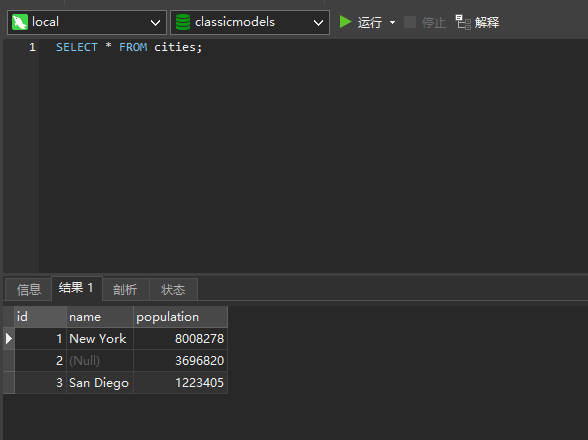 local classicmodels 运行 停止 解释
1 SELECT * FROM cities;
信息 结果 1 剖析 状态
id name population
1 New York 8008278
2 (Null) 3696820
3 San Diego 1223405